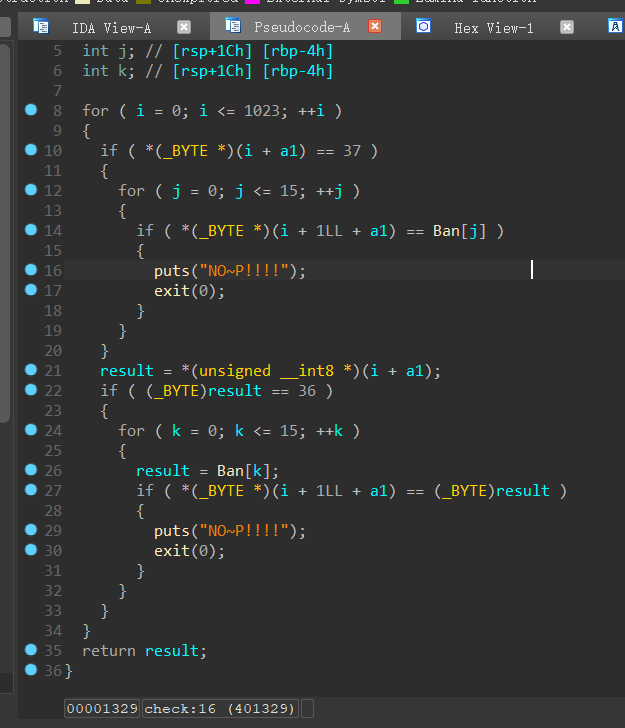 IDA View-A Pseudocode-A Hex View-1
5 int j; // [rsp+1Ch] [rbp-4h]
6 int k; // [rsp+1Ch] [rbp-4h]
7
8 for ( i = 0; i <= 1023; ++i )
9 {
10 if ( *(_BYTE *)(i + a1) == 37 )
11 {
12 for ( j = 0; j <= 15; ++j )
13 {
14 if ( *(_BYTE *)(i + 1LL + a1) == Ban[j] )
15 {
16 puts("NO~P!!!!");
17 exit(0);
18 }
19 }
20 }
21 result = *(unsigned __int8 *)(i + a1);
22 if ( (_BYTE)result == 36 )
23 {
24 for ( k = 0; k <= 15; ++k )
25 {
26 result = Ban[k];
27 if ( *(_BYTE *)(i + 1LL + a1) == (_BYTE)result )
28 {
29 puts("NO~P!!!!");
30 exit(0);
31 }
32 }
33 }
34 }
35 return result;
36 }
00001329 check:16 (401329)